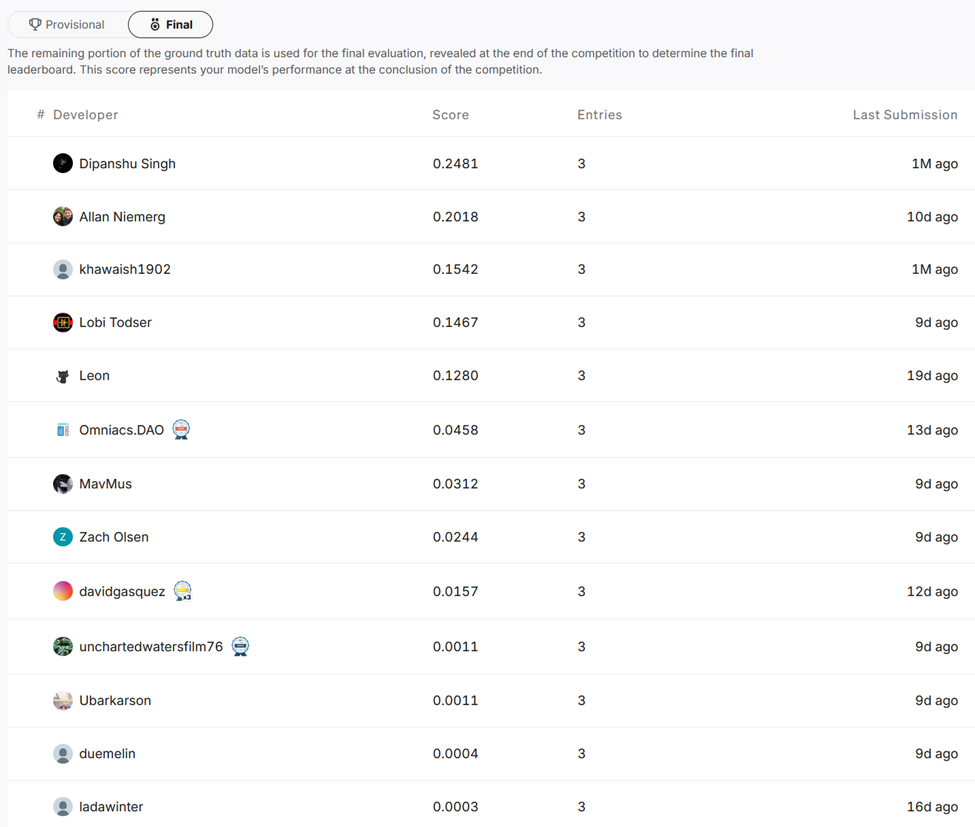 Provisional
Final
The remaining portion of the ground truth data is used for the final evaluation, revealed at the end of the competition to determine the final
leaderboard. This score represents your model's performance at the conclusion of the competition.
# Developer Score Entries Last Submission
Dipanshu Singh 0.2481 3 1M ago
Allan Niemerg 0.2018 3 10d ago
khawaish1902 0.1542 3 1M ago
Lobi Todser 0.1467 3 9d ago
Leon 0.1280 3 19d ago
Omniacs.DAO 0.0458 3 13d ago
MavMus 0.0312 3 9d ago
Z Zach Olsen 0.0244 3 9d ago
davidgasquez x3 0.0157 3 12d ago
unchartedwatersfilm76 0.0011 3 9d ago
Ubarkarson 0.0011 3 9d ago
duemelin 0.0004 3 9d ago
ladawinter 0.0003 3 16d ago